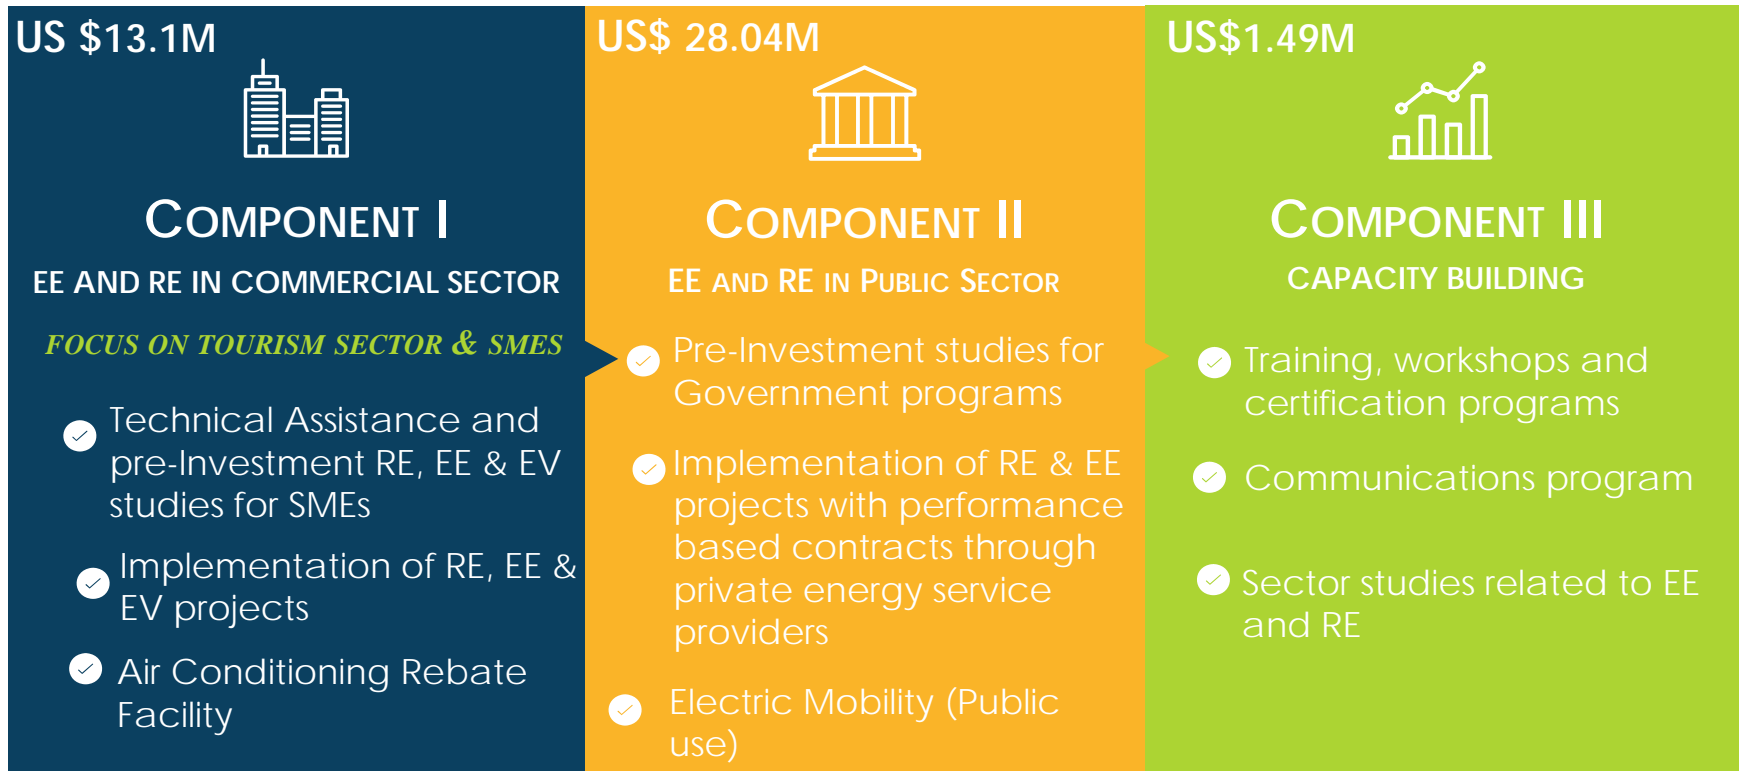 US $13.1M
COMPONENT I
EE AND RE IN COMMERCIAL SECTOR
FOCUS ON TOURISM SECTOR & SMES
Technical Assistance and
pre-Investment RE, EE & EV
studies for SMEs
Implementation of RE, EE &
EV projects
Air Conditioning Rebate
Facility
US$ 28.04M
COMPONENT II
EE AND RE IN PUBLIC SECTOR
Pre-Investment studies for
Government programs
Implementation of RE & EE
projects with performance
based contracts through
private energy service
providers
Electric Mobility (Public
use)
US$1.49M
COMPONENT III
CAPACITY BUILDING
Training, workshops and
certification programs
Communications program
Sector studies related to EE
and RE